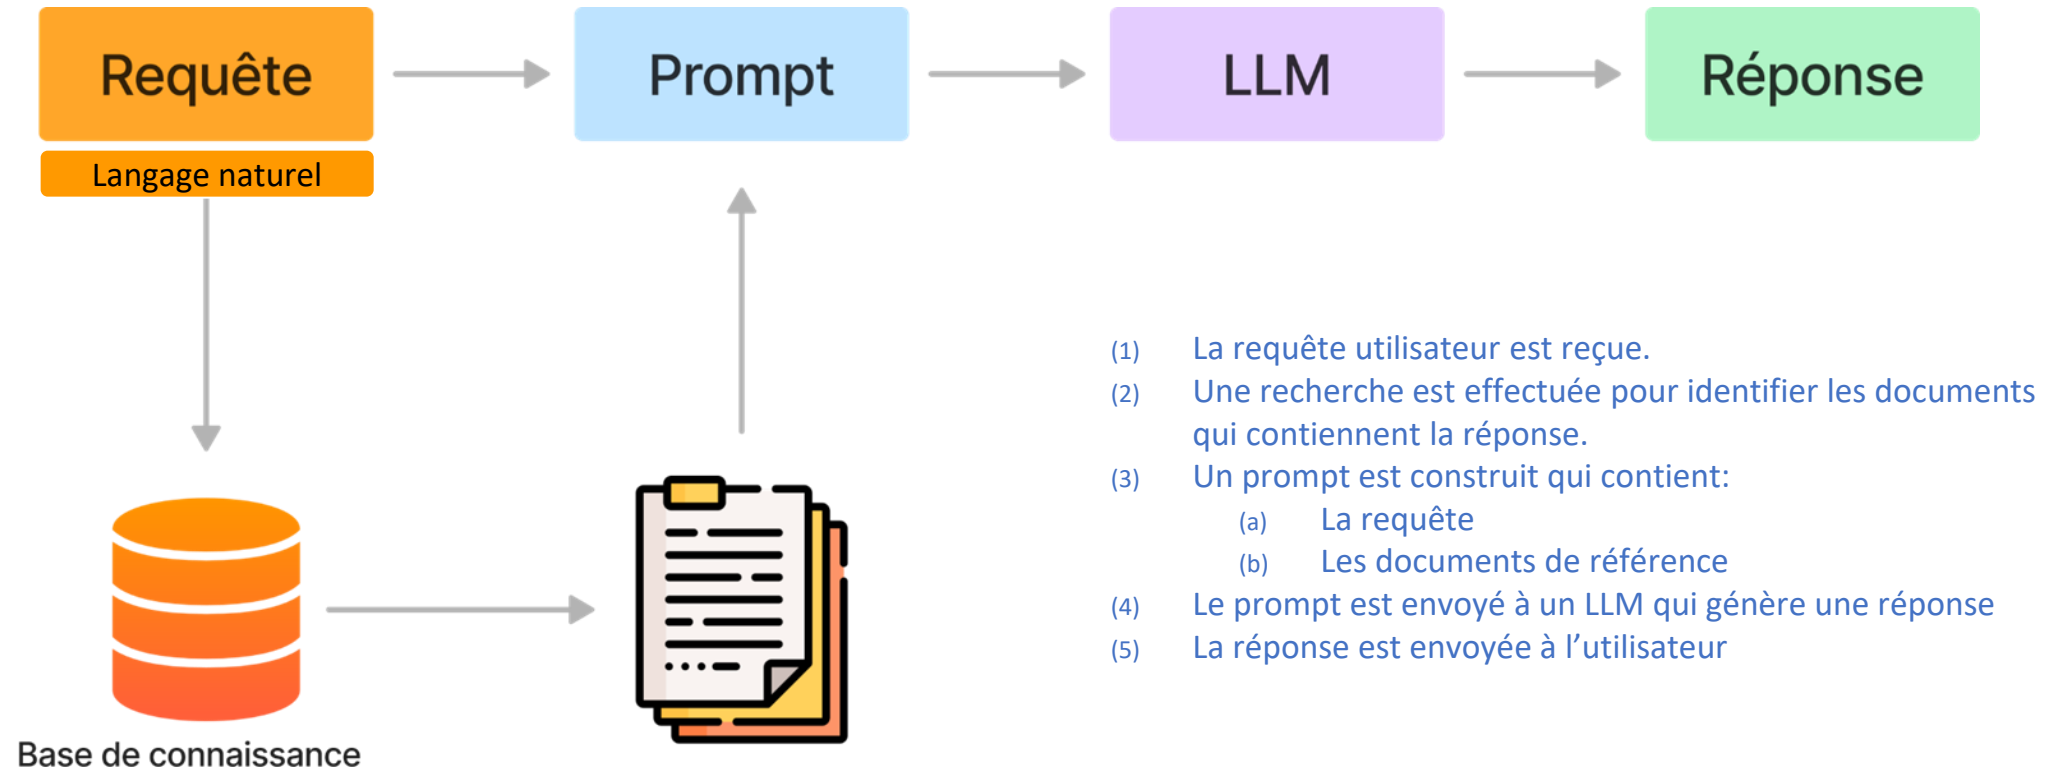 Requête
Prompt
LLM
Réponse
Langage naturel
(1) La requête utilisateur est reçue.
(2) Une recherche est effectuée pour identifier les documents
qui contiennent la réponse.
(3) Un prompt est construit qui contient:
(a) La requête
(b) Les documents de référence
(4) Le prompt est envoyé à un LLM qui génère une réponse
(5) La réponse est envoyée à l’utilisateur
Base de connaissance